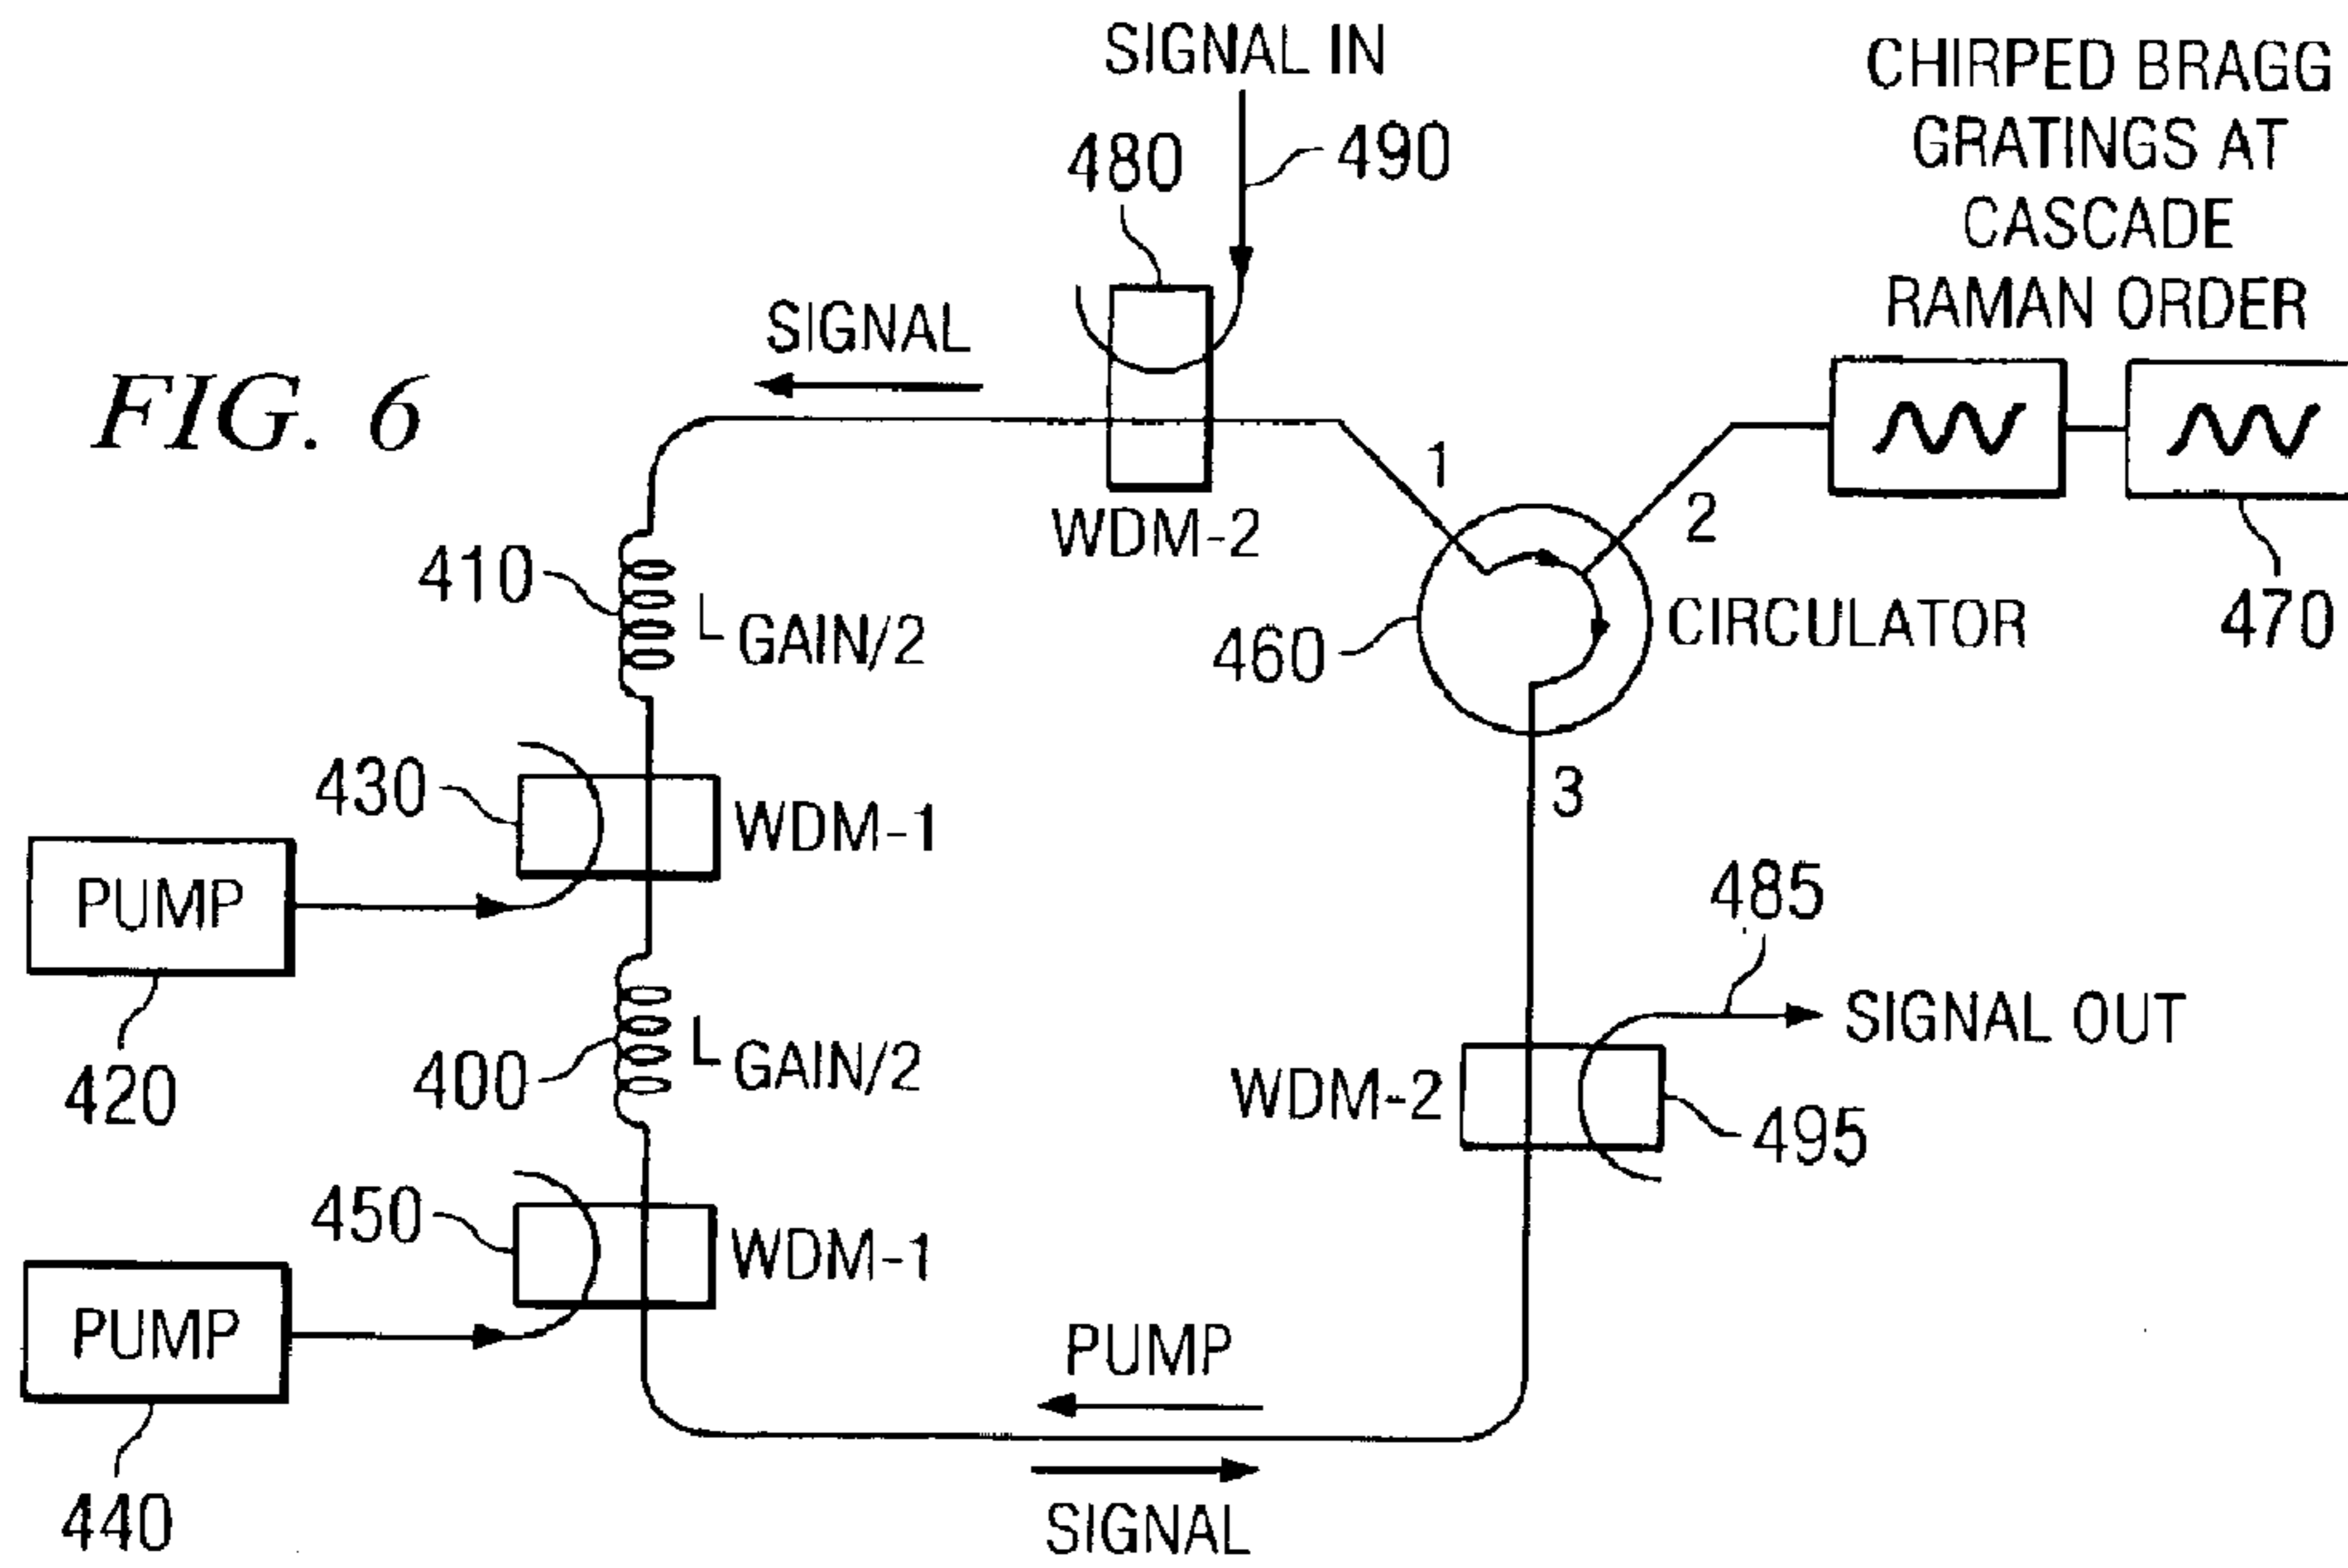 SIGNAL IN
CHIRPED BRAGG
GRATINGS AT
CASCADE
RAMAN ORDER
480
490
SIGNAL
FIG. 6
WDM-2
1
2
410
L GAIN/2
460
CIRCULATOR
470
430
WDM-1
3
PUMP
420
485
SIGNAL OUT
400
L GAIN/2
WDM-2
495
450
WDM-1
PUMP
440
PUMP
SIGNAL